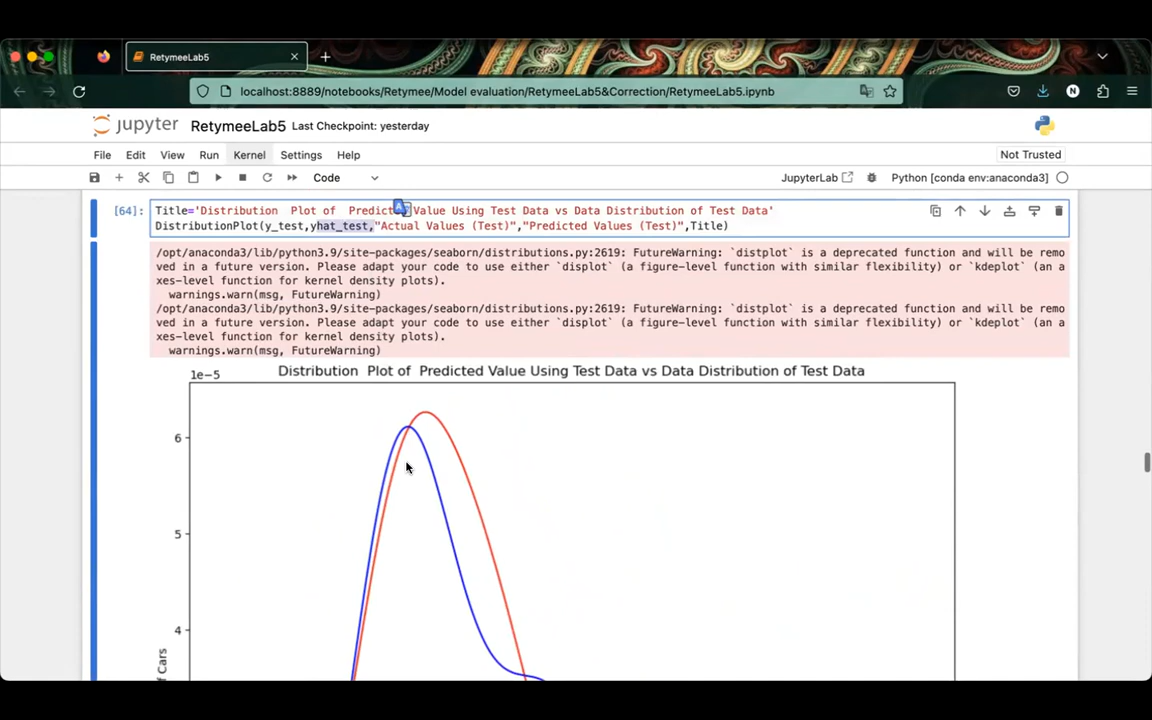 RetymeeLab5
localhost:8889/notebooks/Retymee/Model evaluation/RetymeeLab5&Correction/RetymeeLab5.ipynb
N
jupyter RetymeeLab5 Last Checkpoint: yesterday
File Edit View Run Kernel Settings Help
Not Trusted
Code
JupyterLab
Python [conda env:anaconda3]
[64]: Title='Distribution  Plot of  Predicted Value Using Test Data vs Data Distribution of Test Data'
DistributionPlot(y_test,yhat_test,"Actual Values (Test)","Predicted Values (Test)",Title)
/opt/anaconda3/lib/python3.9/site-packages/seaborn/distributions.py:2619: FutureWarning: `distplot` is a deprecated function and will be remo
ved in a future version. Please adapt your code to use either `displot` (a figure-level function with similar flexibility) or `kdeplot` (an a
xes-level function for kernel density plots).
warnings.warn(msg, FutureWarning)
/opt/anaconda3/lib/python3.9/site-packages/seaborn/distributions.py:2619: FutureWarning: `distplot` is a deprecated function and will be remo
ved in a future version. Please adapt your code to use either `displot` (a figure-level function with similar flexibility) or `kdeplot` (an a
xes-level function for kernel density plots).
warnings.warn(msg, FutureWarning)
Distribution  Plot of  Predicted Value Using Test Data vs Data Distribution of Test Data
1e-5
6
5
4
of Cars